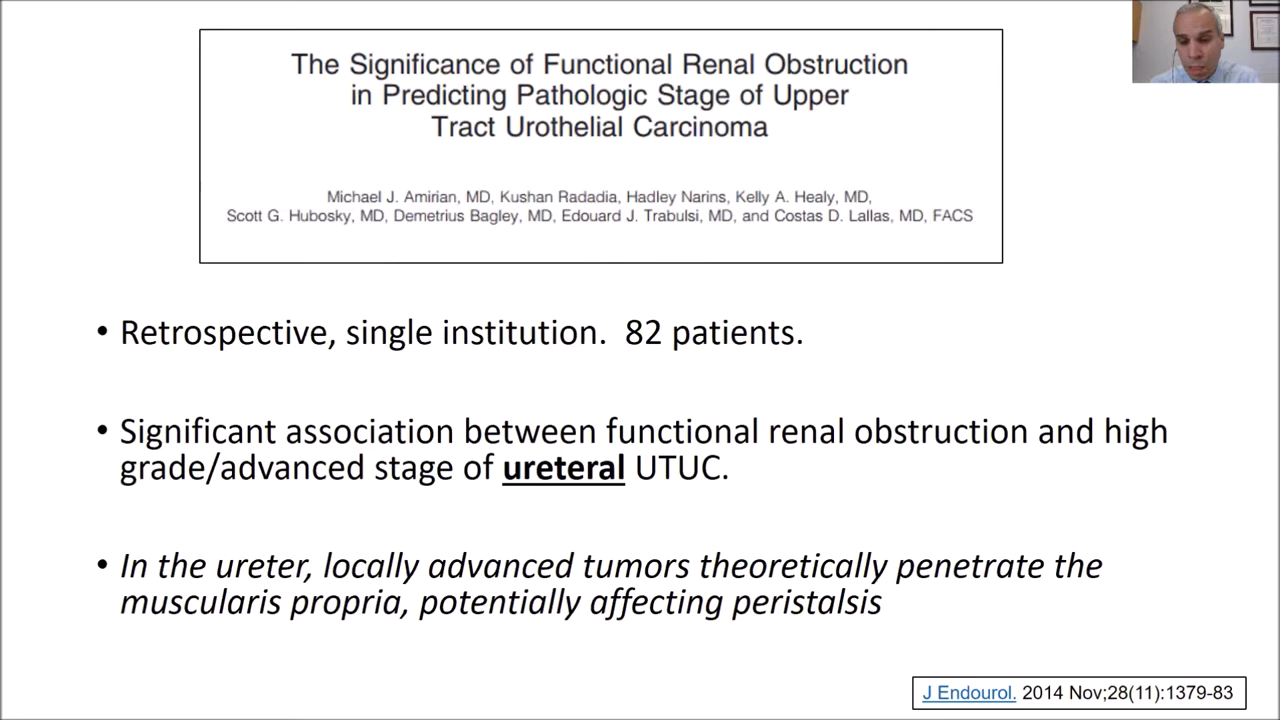 The Significance of Functional Renal Obstruction
in Predicting Pathologic Stage of Upper
Tract Urothelial Carcinoma
Michael J. Amirian, MD, Kushan Radadia, Hadley Narins, Kelly A. Healy, MD,
Scott G. Hubosky, MD, Demetrius Bagley, MD, Edouard J. Trabulsi, MD, and Costas D. Lallas, MD, FACS
• Retrospective, single institution.  82 patients.
• Significant association between functional renal obstruction and high
grade/advanced stage of ureteral UTUC.
• In the ureter, locally advanced tumors theoretically penetrate the
muscularis propria, potentially affecting peristalsis
J Endourol. 2014 Nov;28(11):1379-83